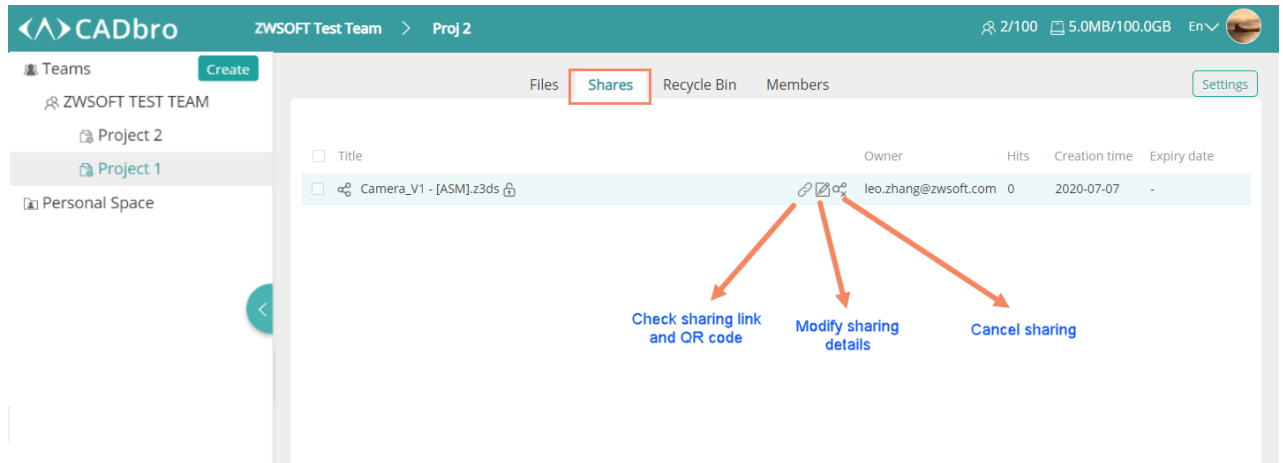 CADbro
ZWSOFT Test Team > Proj 2
2/100 5.0MB/100.0GB En
Teams Create
ZWSOFT TEST TEAM
Project 2
Project 1
Personal Space
Files Shares Recycle Bin Members Settings
Title Owner Hits Creation time Expiry date
Camera_V1 - [ASM].z3ds leo.zhang@zwsoft.com 0 2020-07-07 -
Check sharing link
and QR code
Modify sharing
details
Cancel sharing